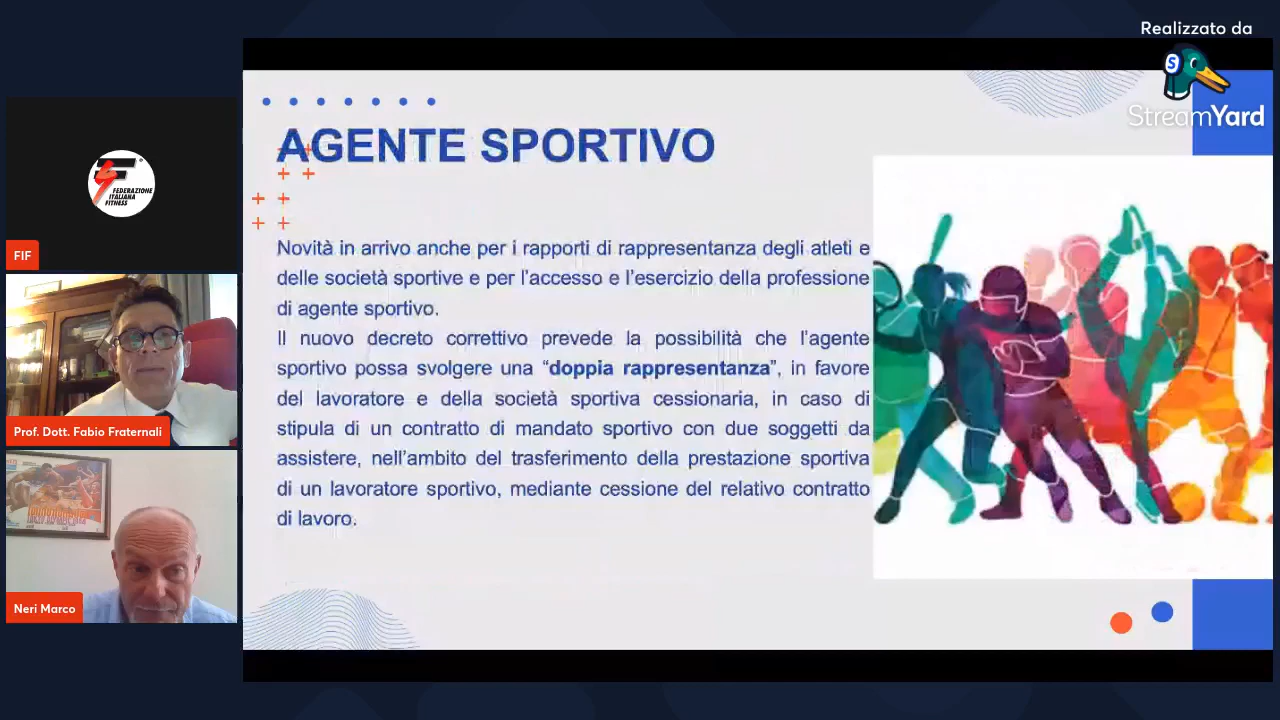 Realizzato da
StreamYard
AGENTE SPORTIVO
Novità in arrivo anche per i rapporti di rappresentanza degli atleti e
delle società sportive e per l'accesso e l'esercizio della professione
di agente sportivo.
Il nuovo decreto correttivo prevede la possibilità che l'agente
sportivo possa svolgere una “doppia rappresentanza”, in favore
del lavoratore e della società sportiva cessionaria, in caso di
stipula di un contratto di mandato sportivo con due soggetti da
assistere, nell'ambito del trasferimento della prestazione sportiva
di un lavoratore sportivo, mediante cessione del relativo contratto
di lavoro.
FEDERAZIONE
ITALIANA
FITNESS
FIF
Prof. Dott. Fabio Fraternali
Neri Marco